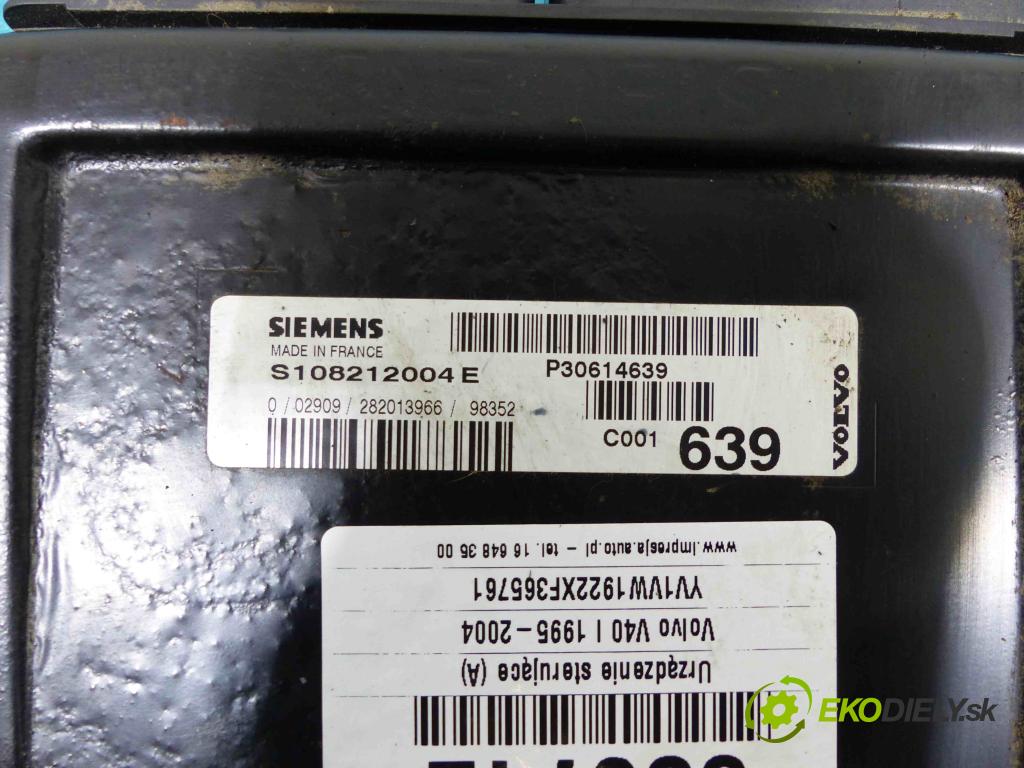 SIEMENS
MADE IN FRANCE
S108212004 E
P30614639
0 / 02909 / 282013966 / 98352
C001 639
VOLVO
www.impresja.auto.pl - tel. 16 648 35 00
YV1VW1922XF365761
Volvo V40 I 1995-2004
Urządzenie sterujące (A)
EKODIELY.sk